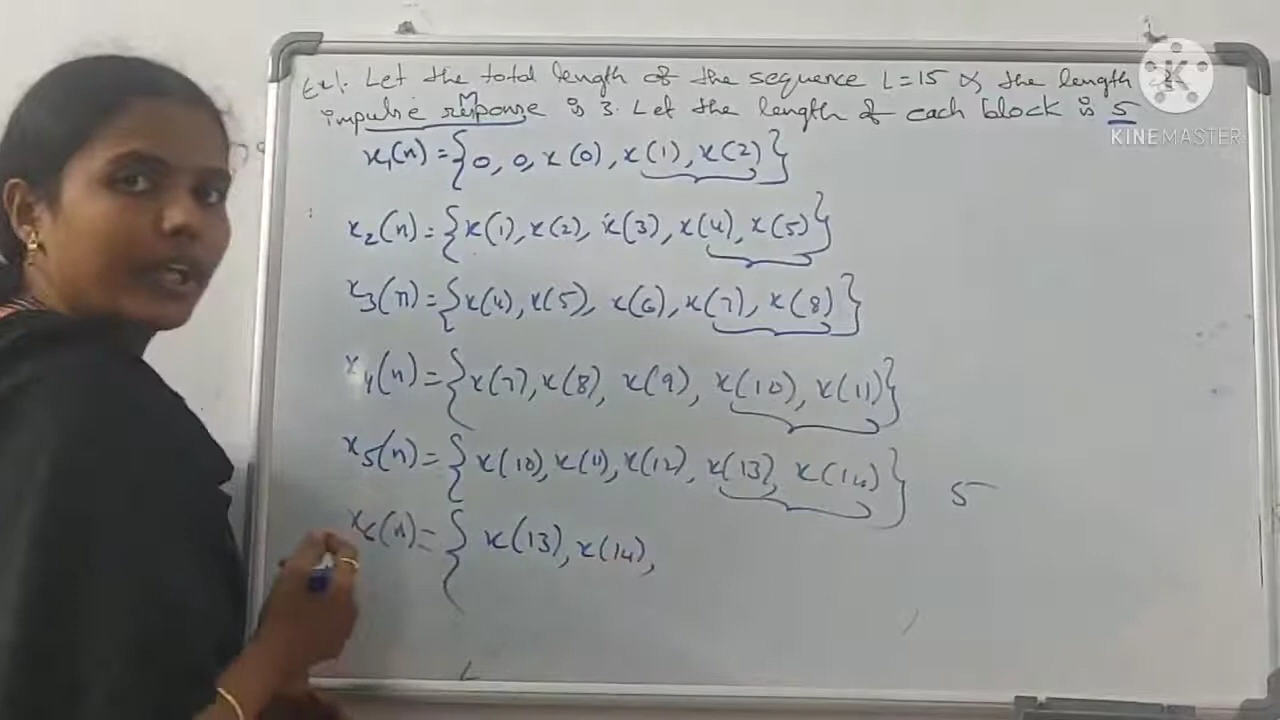 Ex1:- Let the total length of the sequence L=15 & the length of
M
impulse response is 3. Let the length of each block is 5
x1(n) = {0, 0, x(0), x(1), x(2)}
x2(n) = {x(1), x(2), x(3), x(4), x(5)}
x3(n) = {x(4), x(5), x(6), x(7), x(8)}
x4(n) = {x(7), x(8), x(9), x(10), x(11)}
x5(n) = {x(10), x(11), x(12), x(13), x(14)} 5
x6(n) = { x(13), x(14),
L
K
KINEMASTER